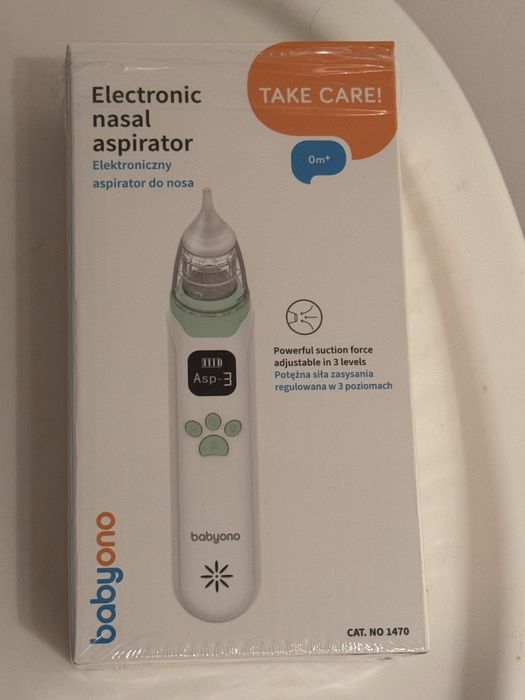 Electronic
nasal
aspirator
Elektroniczny
aspirator do nosa
TAKE CARE!
0m+
Asp-3
Powerful suction force
adjustable in 3 levels
Potężna siła zasysania
regulowana w 3 poziomach
babyono
babyono
CAT. NO 1470